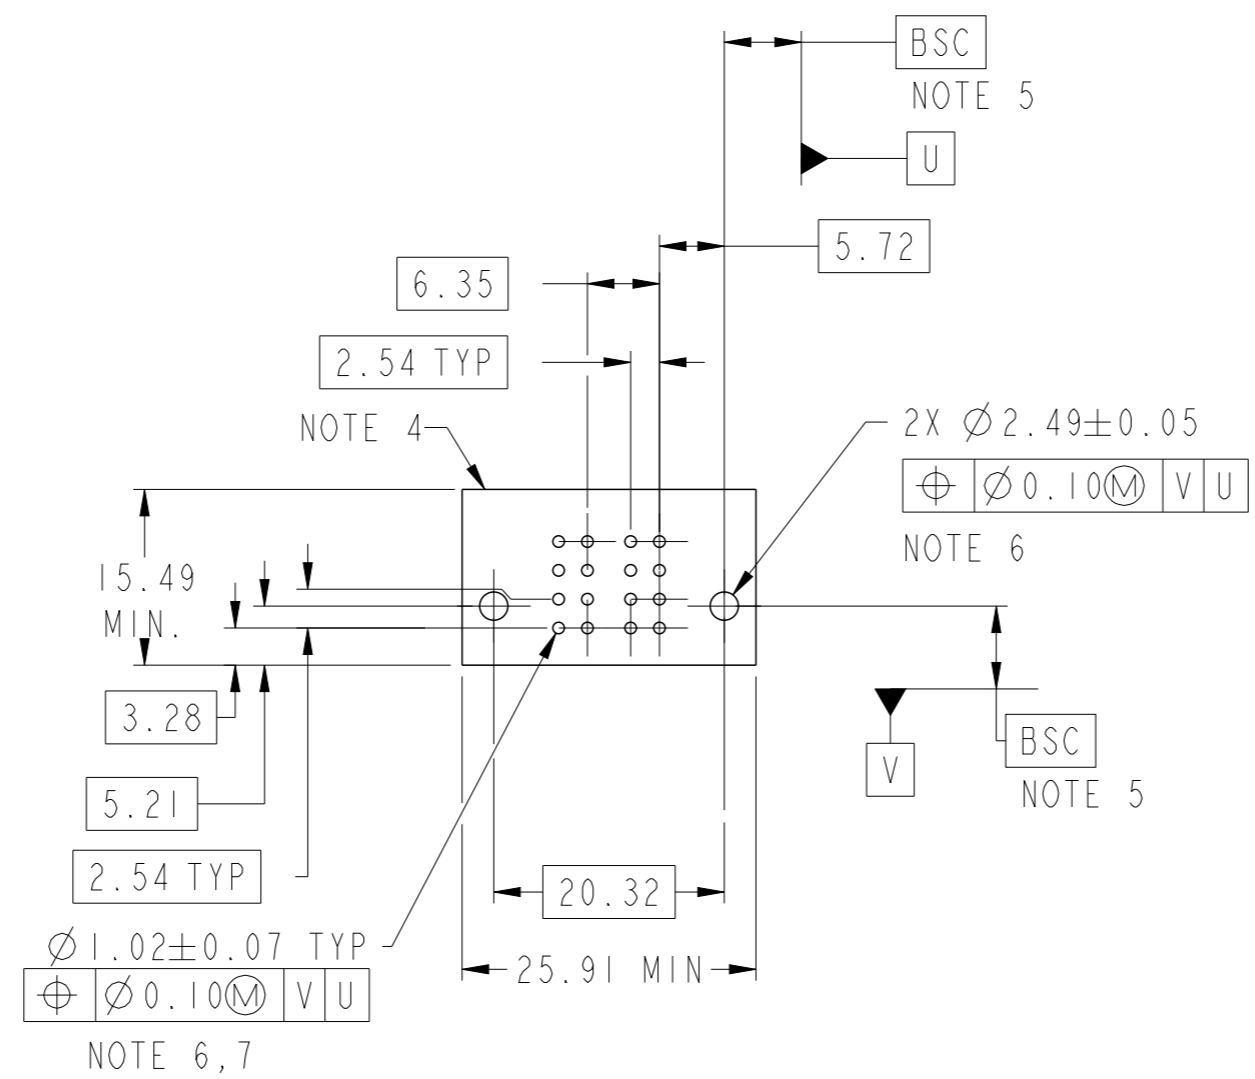 BSC
NOTE 5
U
5.72
6.35
2.54 TYP
NOTE 4
2X Ø2.49±0.05
⌖ Ø0.10Ⓜ V U
NOTE 6
15.49
MIN.
3.28
BSC
V
NOTE 5
5.21
2.54 TYP
20.32
Ø1.02±0.07 TYP
25.91 MIN
⌖ Ø0.10Ⓜ V U
NOTE 6,7